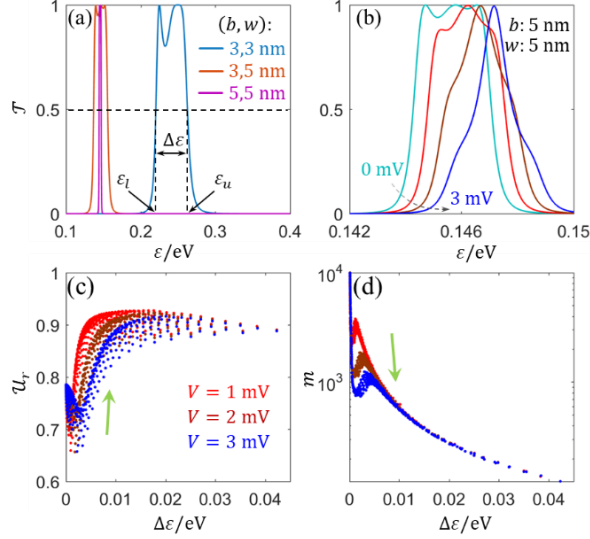 (a)
(b, w):
3,3 nm
3,5 nm
5,5 nm
Δε
ε_l
ε_u
𝒯
1
0.5
0
0.1 0.2 0.3 0.4
ε/eV
(b)
b: 5 nm
w: 5 nm
0 mV
3 mV
1
0.5
0
0.142 0.146 0.15
ε/eV
(c)
𝒰_r
1
0.9
0.8
0.7
0.6
V = 1 mV
V = 2 mV
V = 3 mV
0 0.01 0.02 0.03 0.04
Δε/eV
(d)
m
10^4
10^3
0 0.01 0.02 0.03 0.04
Δε/eV